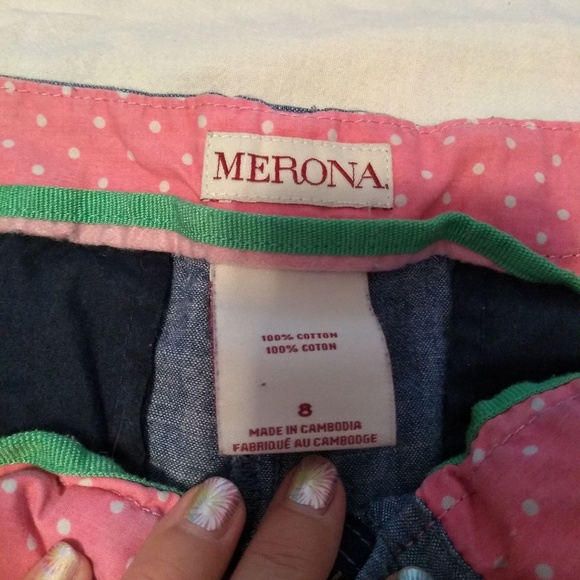 MERONA
100% COTTON
100% COTON
8
MADE IN CAMBODIA
FABRIQUÉ AU CAMBODGE